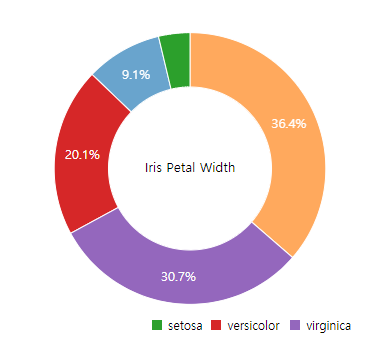 9.1%
36.4%
20.1%
Iris Petal Width
30.7%
setosa versicolor virginica